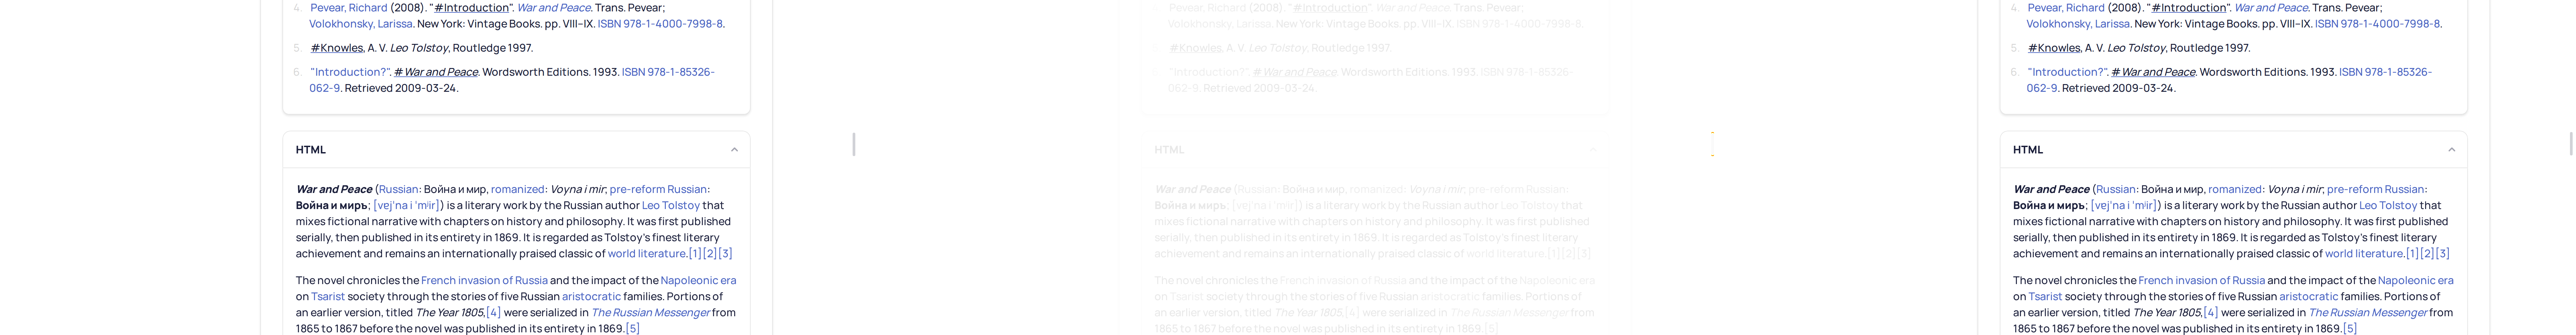 4. Pevear, Richard (2008). "#Introduction". War and Peace. Trans. Pevear;
Volokhonsky, Larissa. New York: Vintage Books. pp. VIII–IX. ISBN 978-1-4000-7998-8.
5. #Knowles, A. V. Leo Tolstoy, Routledge 1997.
6. "Introduction?". #War and Peace. Wordsworth Editions. 1993. ISBN 978-1-85326-
062-9. Retrieved 2009-03-24.
HTML
War and Peace (Russian: Война и мир, romanized: Voyna i mir; pre-reform Russian:
Война и миръ; [vɐjˈna i ˈmʲir]) is a literary work by the Russian author Leo Tolstoy that
mixes fictional narrative with chapters on history and philosophy. It was first published
serially, then published in its entirety in 1869. It is regarded as Tolstoy's finest literary
achievement and remains an internationally praised classic of world literature.[1][2][3]
The novel chronicles the French invasion of Russia and the impact of the Napoleonic era
on Tsarist society through the stories of five Russian aristocratic families. Portions of
an earlier version, titled The Year 1805,[4] were serialized in The Russian Messenger from
1865 to 1867 before the novel was published in its entirety in 1869.[5]
Pevear, Richard (2008). "#Introduction". War and Peace. Trans. Pevear;
Volokhonsky, Larissa. New York: Vintage Books. pp. VIII–IX. ISBN 978-1-4000-7998-8.
#Knowles, A. V. Leo Tolstoy, Routledge 1997.
"Introduction?". #War and Peace. Wordsworth Editions. 1993. ISBN 978-1-85326-
062-9. Retrieved 2009-03-24.
HTML
War and Peace (Russian: Война и мир, romanized: Voyna i mir; pre-reform Russian:
Война и миръ; [vɐjˈna i ˈmʲir]) is a literary work by the Russian author Leo Tolstoy that
mixes fictional narrative with chapters on history and philosophy. It was first published
serially, then published in its entirety in 1869. It is regarded as Tolstoy's finest literary
achievement and remains an internationally praised classic of world literature.[1][2][3]
The novel chronicles the French invasion of Russia and the impact of the Napoleonic era
on Tsarist society through the stories of five Russian aristocratic families. Portions of
an earlier version, titled The Year 1805,[4] were serialized in The Russian Messenger from
1865 to 1867 before the novel was published in its entirety in 1869.[5]
4. Pevear, Richard (2008). "#Introduction". War and Peace. Trans. Pevear;
Volokhonsky, Larissa. New York: Vintage Books. pp. VIII–IX. ISBN 978-1-4000-7998-8.
5. #Knowles, A. V. Leo Tolstoy, Routledge 1997.
6. "Introduction?". #War and Peace. Wordsworth Editions. 1993. ISBN 978-1-85326-
062-9. Retrieved 2009-03-24.
HTML
War and Peace (Russian: Война и мир, romanized: Voyna i mir; pre-reform Russian:
Война и миръ; [vɐjˈna i ˈmʲir]) is a literary work by the Russian author Leo Tolstoy that
mixes fictional narrative with chapters on history and philosophy. It was first published
serially, then published in its entirety in 1869. It is regarded as Tolstoy's finest literary
achievement and remains an internationally praised classic of world literature.[1][2][3]
The novel chronicles the French invasion of Russia and the impact of the Napoleonic era
on Tsarist society through the stories of five Russian aristocratic families. Portions of
an earlier version, titled The Year 1805,[4] were serialized in The Russian Messenger from
1865 to 1867 before the novel was published in its entirety in 1869.[5]